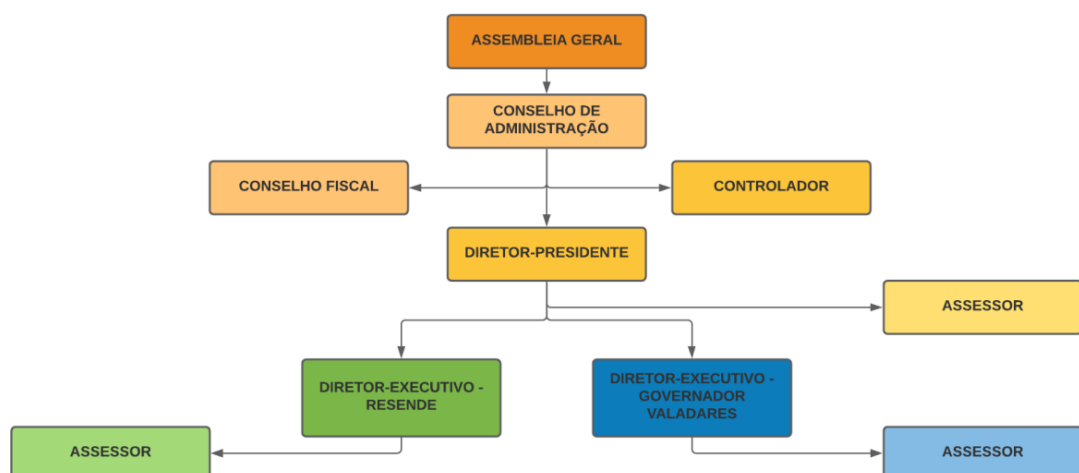 ASSEMBLEIA GERAL
CONSELHO DE
ADMINISTRAÇÃO
CONSELHO FISCAL
CONTROLADOR
DIRETOR-PRESIDENTE
ASSESSOR
DIRETOR-EXECUTIVO -
RESENDE
DIRETOR-EXECUTIVO -
GOVERNADOR
VALADARES
ASSESSOR
ASSESSOR